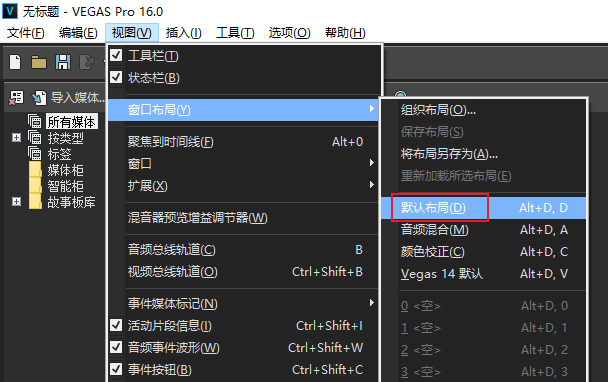 V 无标题 - VEGAS Pro 16.0
文件(F) 编辑(E) 视图(V) 插入(I) 工具(T) 选项(O) 帮助(H)
工具栏(T)
状态栏(B)
窗口布局(Y)
聚焦到时间线(F) Alt+0
窗口
扩展(X)
混音器预览增益调节器(W)
音频总线轨道(C) B
视频总线轨道(O) Ctrl+Shift+B
事件媒体标记(N)
活动片段信息(I) Ctrl+Shift+I
音频事件波形(W) Ctrl+Shift+W
事件按钮(B) Ctrl+Shift+C
导入媒体...
所有媒体
按类型
标签
媒体柜
智能柜
故事板库
组织布局(O)...
保存布局(S)
将布局另存为(A)...
重新加载所选布局(E)
默认布局(D) Alt+D, D
音频混合(M) Alt+D, A
颜色校正(C) Alt+D, C
Vegas 14 默认 Alt+D, V
0 <空> Alt+D, 0
1 <空> Alt+D, 1
2 <空> Alt+D, 2
3 <空> Alt+D, 3